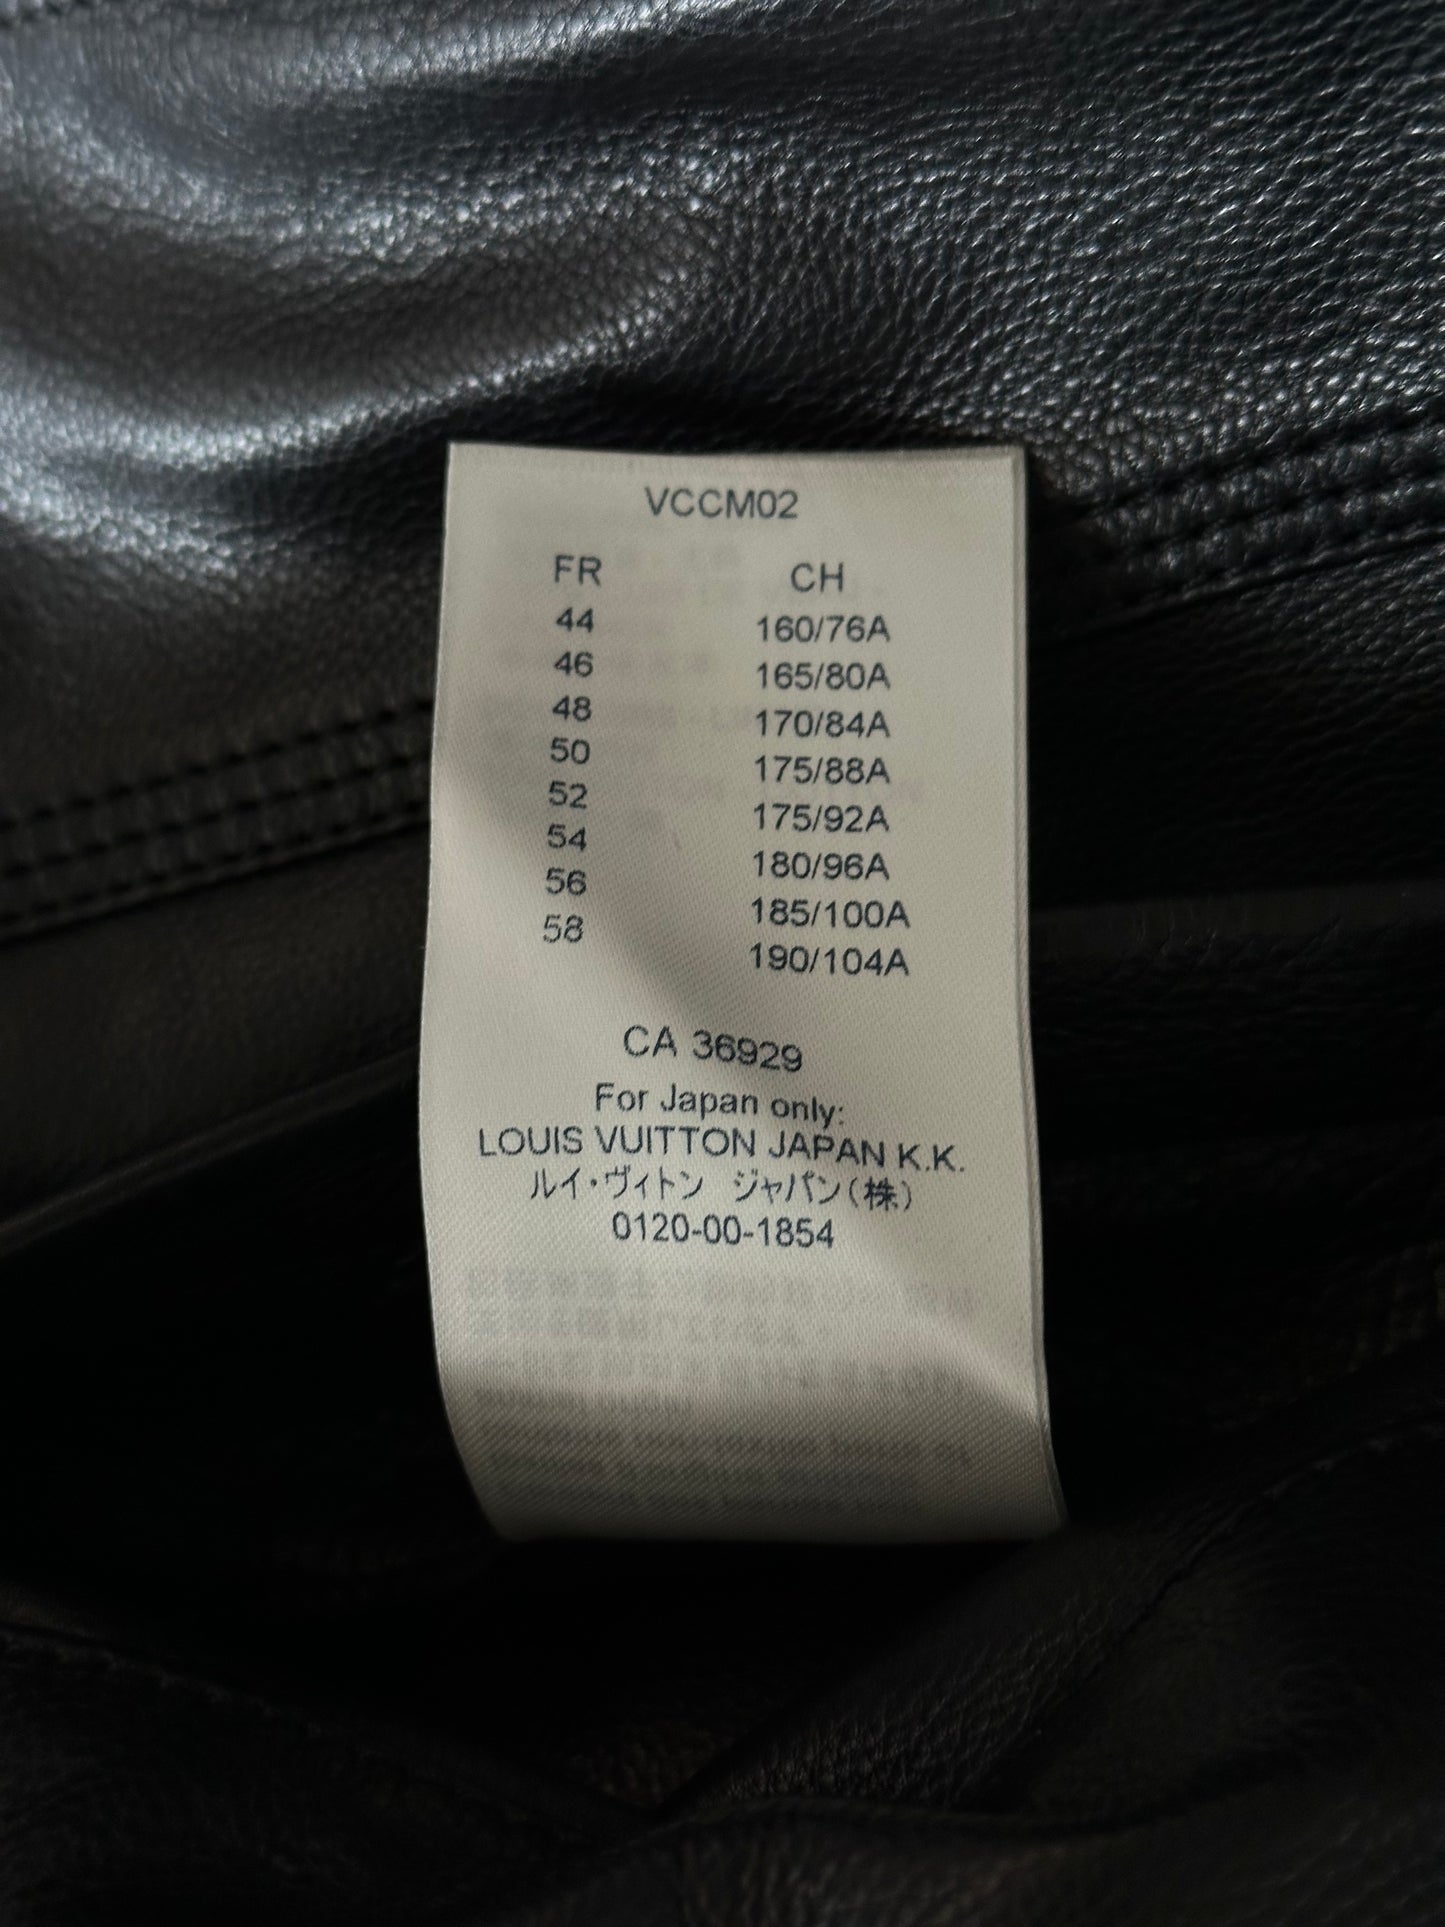 VCCM02
FR CH
44 160/76A
46 165/80A
48 170/84A
50 175/88A
52 175/92A
54 180/96A
56 185/100A
58 190/104A
CA 36929
For Japan only:
LOUIS VUITTON JAPAN K.K.
ルイ・ヴィトン ジャパン(株)
0120-00-1854